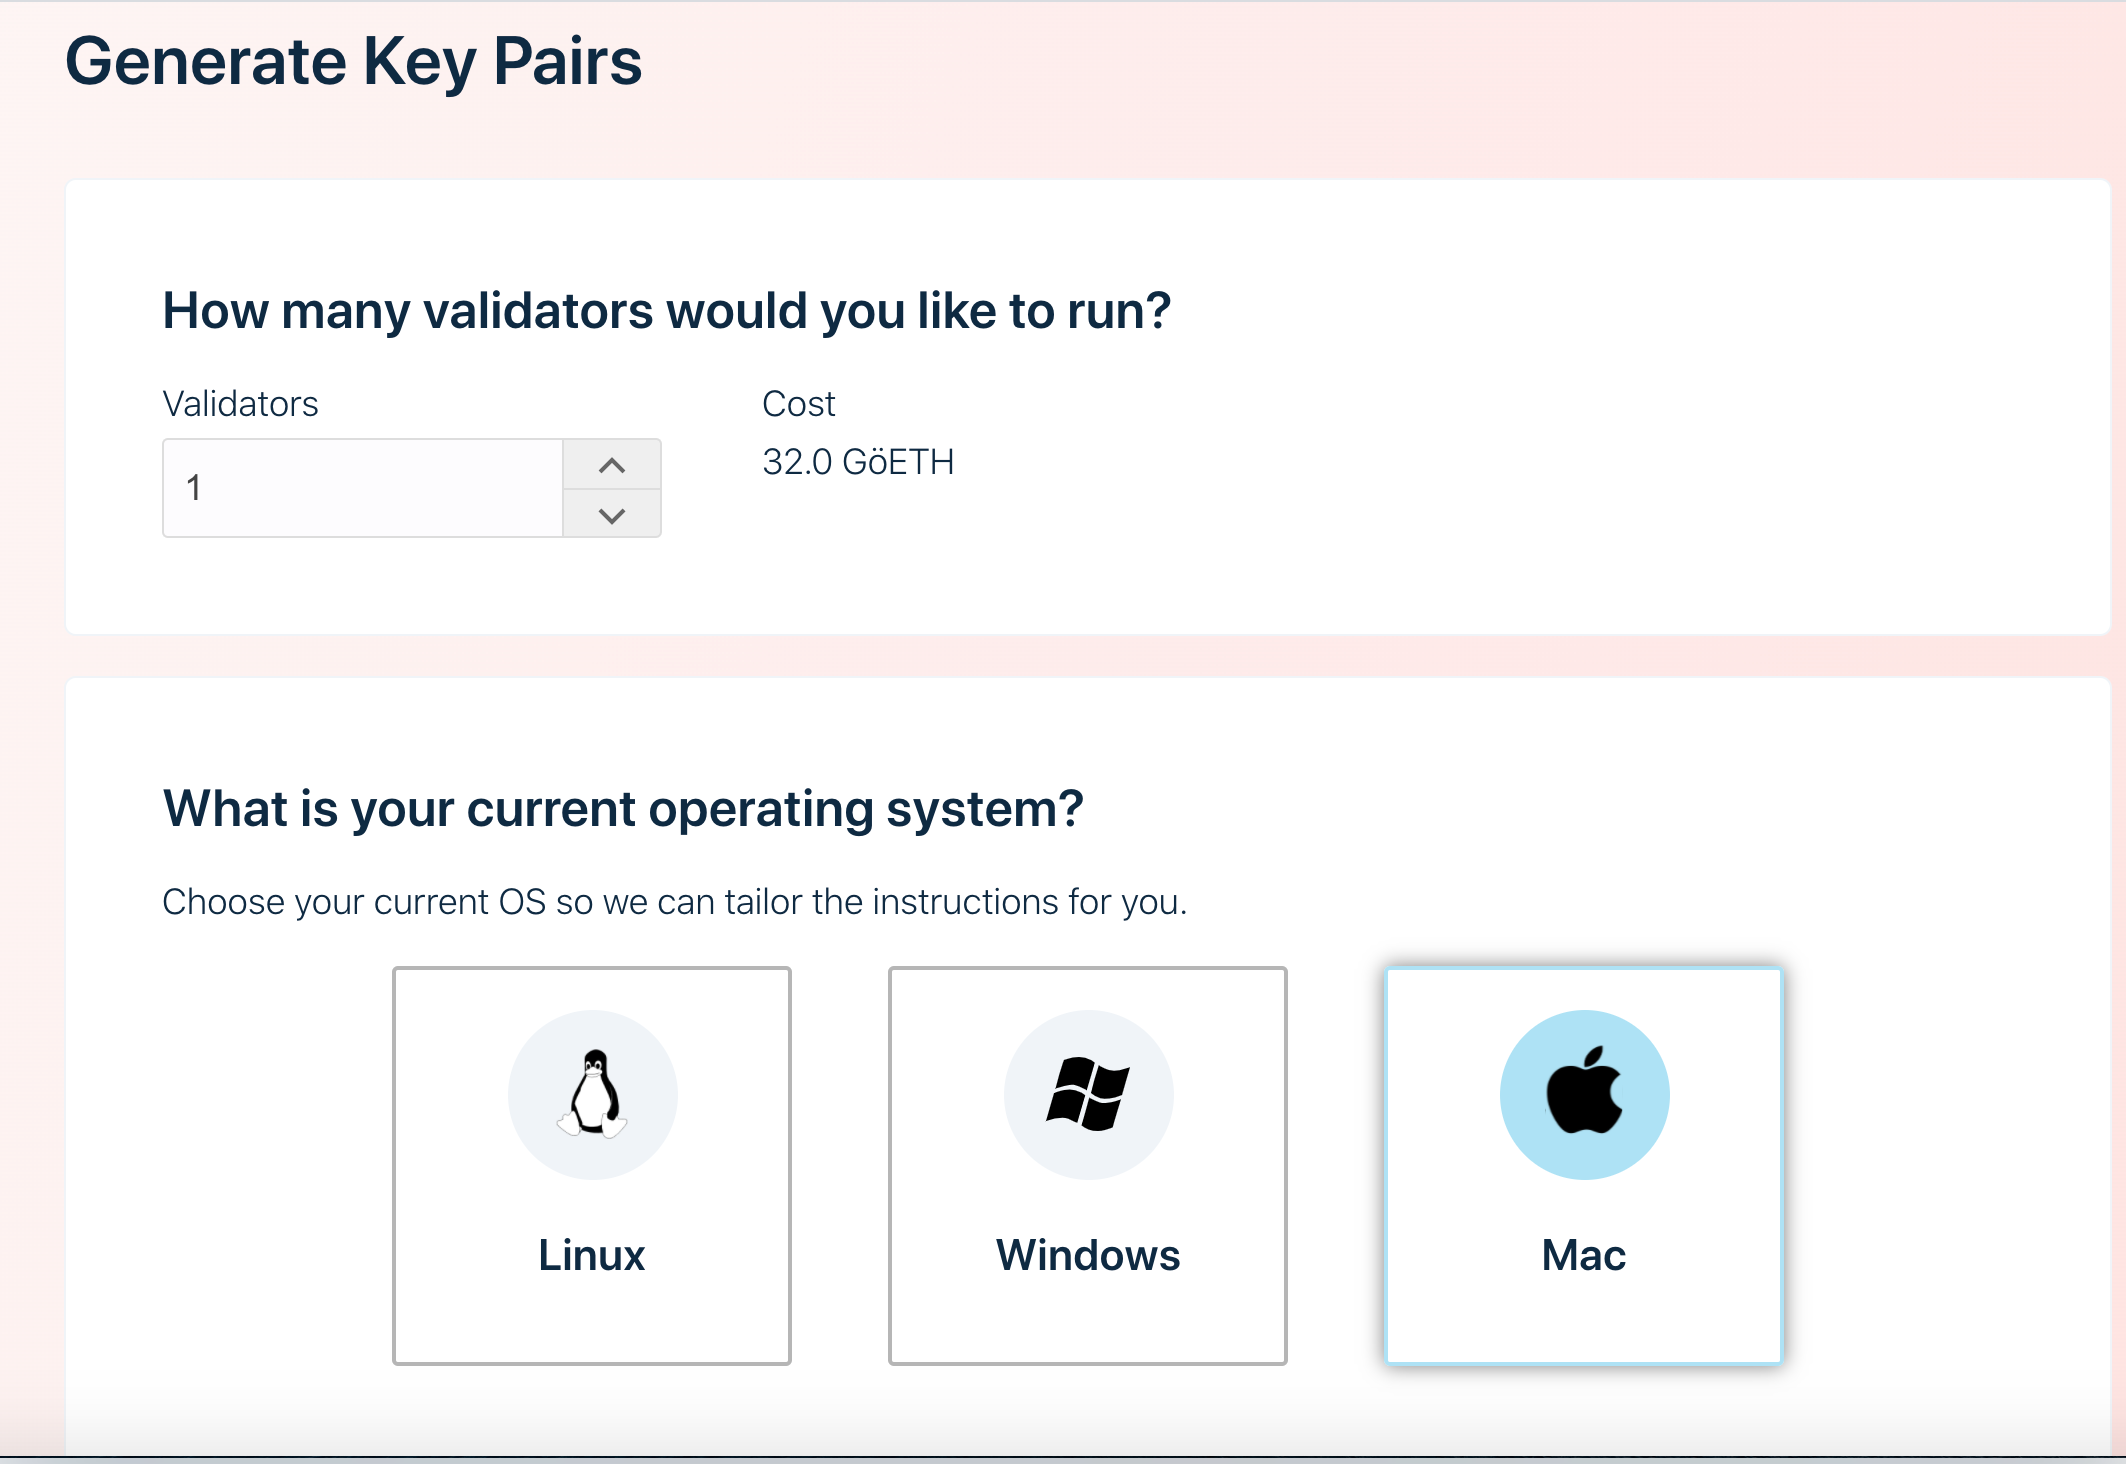 Generate Key Pairs
How many validators would you like to run?
Validators
Cost
1
32.0 GöETH
What is your current operating system?
Choose your current OS so we can tailor the instructions for you.
Linux
Windows
Mac